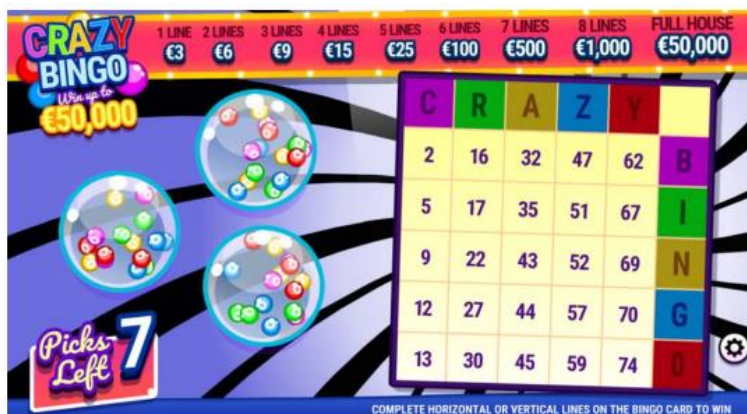 CRAZY
BINGO
Win up to
€50,000
1 LINE 2 LINES 3 LINES 4 LINES 5 LINES 6 LINES 7 LINES 8 LINES FULL HOUSE
€3 €6 €9 €15 €25 €100 €500 €1,000 €50,000
C R A Z Y
2 16 32 47 62 B
5 17 35 51 67 I
9 22 43 52 69 N
12 27 44 57 70 G
13 30 45 59 74 O
Picks
Left 7
COMPLETE HORIZONTAL OR VERTICAL LINES ON THE BINGO CARD TO WIN